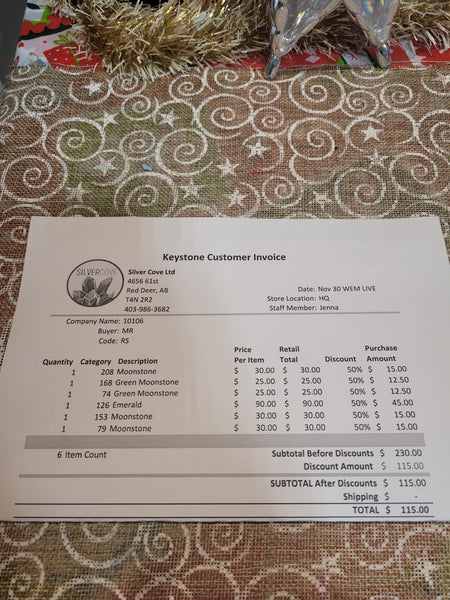 Keystone Customer Invoice
SILVERCOVE
Silver Cove Ltd
4656 61st
Red Deer, AB
T4N 2R2
403-986-3682
Date: Nov 30 WEM LIVE
Store Location: HQ
Staff Member: Jenna
Company Name: 10106
Buyer: MR
Code: RS
Quantity Category Description Price Per Item Retail Total Discount Purchase Amount
1 208 Moonstone $ 30.00 $ 30.00 50% $ 15.00
1 168 Green Moonstone $ 25.00 $ 25.00 50% $ 12.50
1 74 Green Moonstone $ 25.00 $ 25.00 50% $ 12.50
1 126 Emerald $ 90.00 $ 90.00 50% $ 45.00
1 153 Moonstone $ 30.00 $ 30.00 50% $ 15.00
1 79 Moonstone $ 30.00 $ 30.00 50% $ 15.00
6 Item Count
Subtotal Before Discounts $ 230.00
Discount Amount $ 115.00
SUBTOTAL After Discounts $ 115.00
Shipping $ -
TOTAL $ 115.00